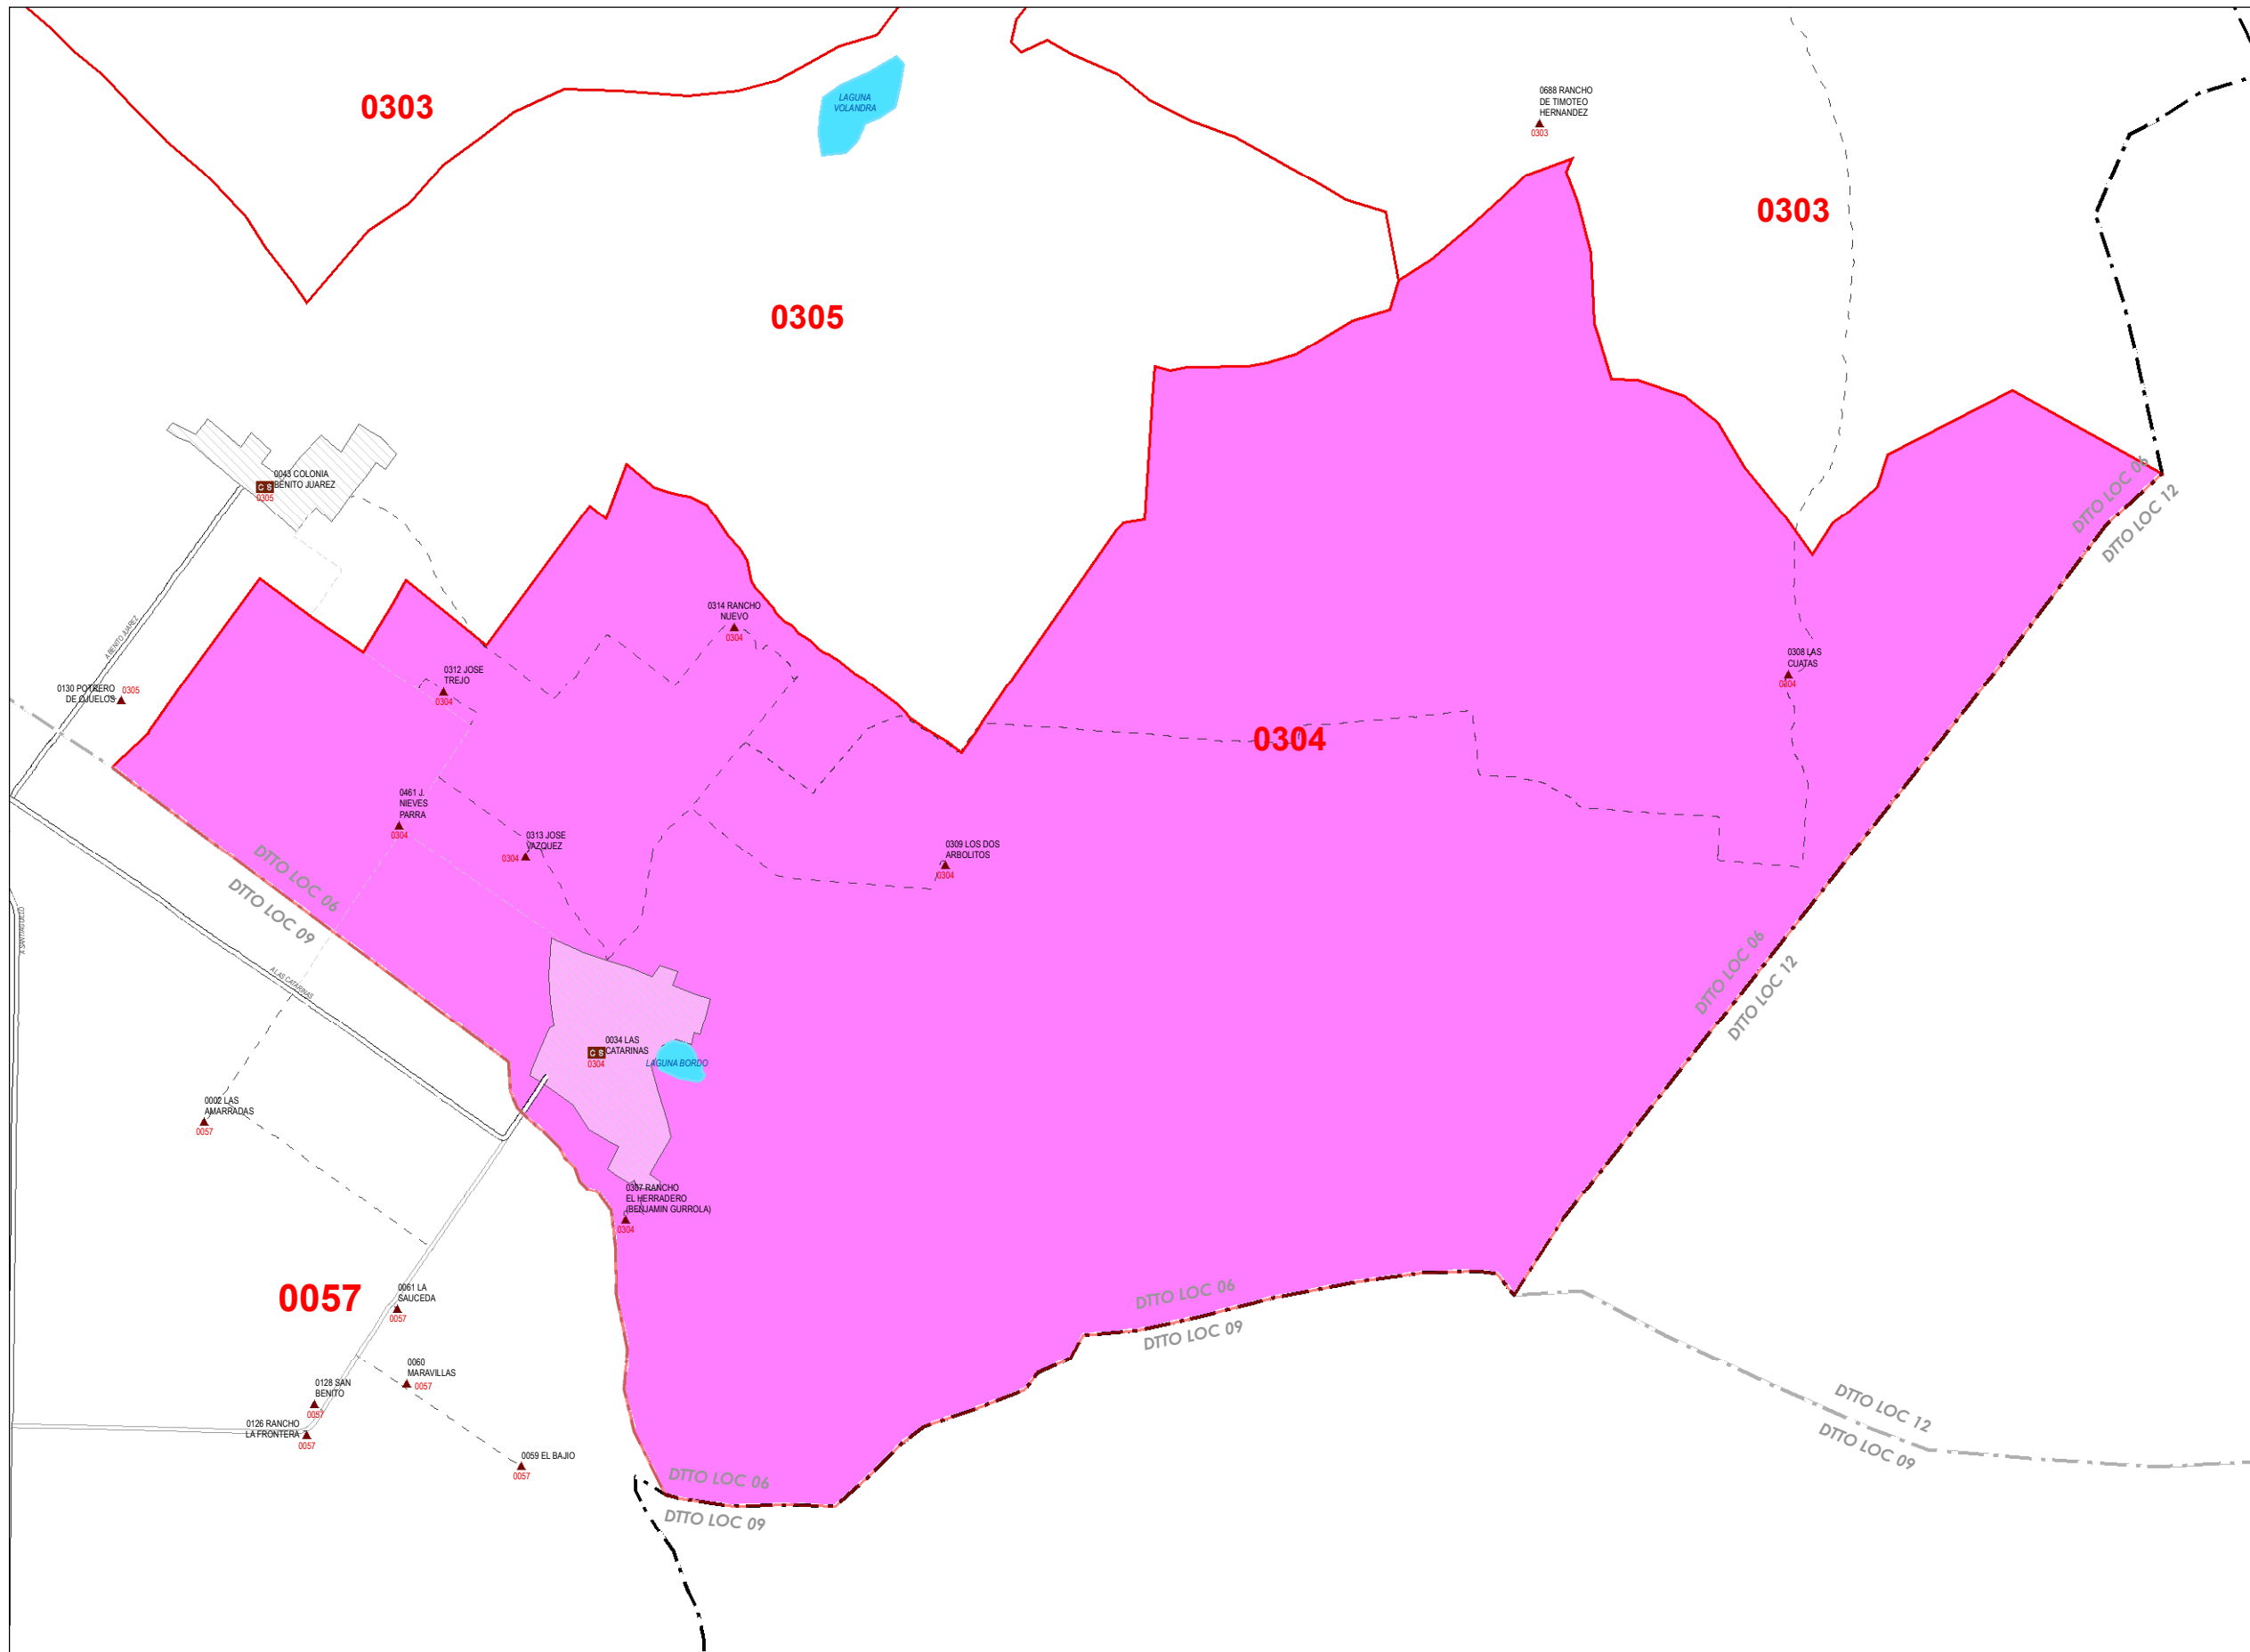 0303
LAGUNA
VOLANDRA
0688 RANCHO
DE TIMOTEO
HERNANDEZ
0303
0303
0305
0043 COLONIA
BENITO JUAREZ
C S
0305
DTTO LOC 06
DTTO LOC 12
A BENITO JUAREZ
0314 RANCHO
NUEVO
0304
0312 JOSE
TREJO
0304
0308 LAS
CUATAS
0304
0130 POTRERO
DE OJUELOS
0305
0304
0461 J.
NIEVES
PARRA
0304
0313 JOSE
VAZQUEZ
0304
0309 LOS DOS
ARBOLITOS
0304
DTTO LOC 06
DTTO LOC 09
A SANTIAGUILLO
A LAS CATARINAS
DTTO LOC 06
DTTO LOC 12
0034 LAS
CATARINAS
C S
0304
LAGUNA BORDO
0002 LAS
AMARRADAS
0057
0307 RANCHO
EL HERRADERO
(BENJAMIN GURROLA)
0304
0057
0061 LA
SAUCEDA
0057
DTTO LOC 06
DTTO LOC 09
0060
MARAVILLAS
0057
0128 SAN
BENITO
0057
0126 RANCHO
LA FRONTERA
0057
DTTO LOC 12
DTTO LOC 09
0059 EL BAJIO
0057
DTTO LOC 06
DTTO LOC 09